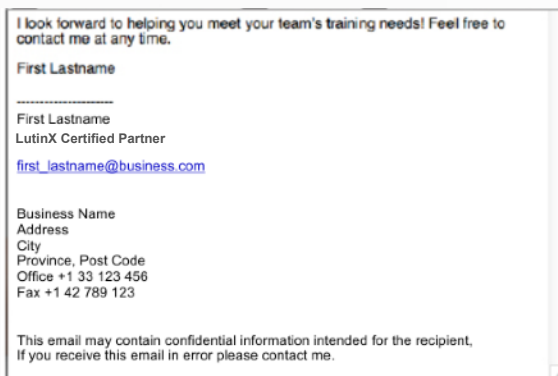 I look forward to helping you meet your team's training needs! Feel free to
contact me at any time.
First Lastname
----------------------
First Lastname
LutinX Certified Partner
first_lastname@business.com
Business Name
Address
City
Province, Post Code
Office +1 33 123 456
Fax +1 42 789 123
This email may contain confidential information intended for the recipient,
If you receive this email in error please contact me.